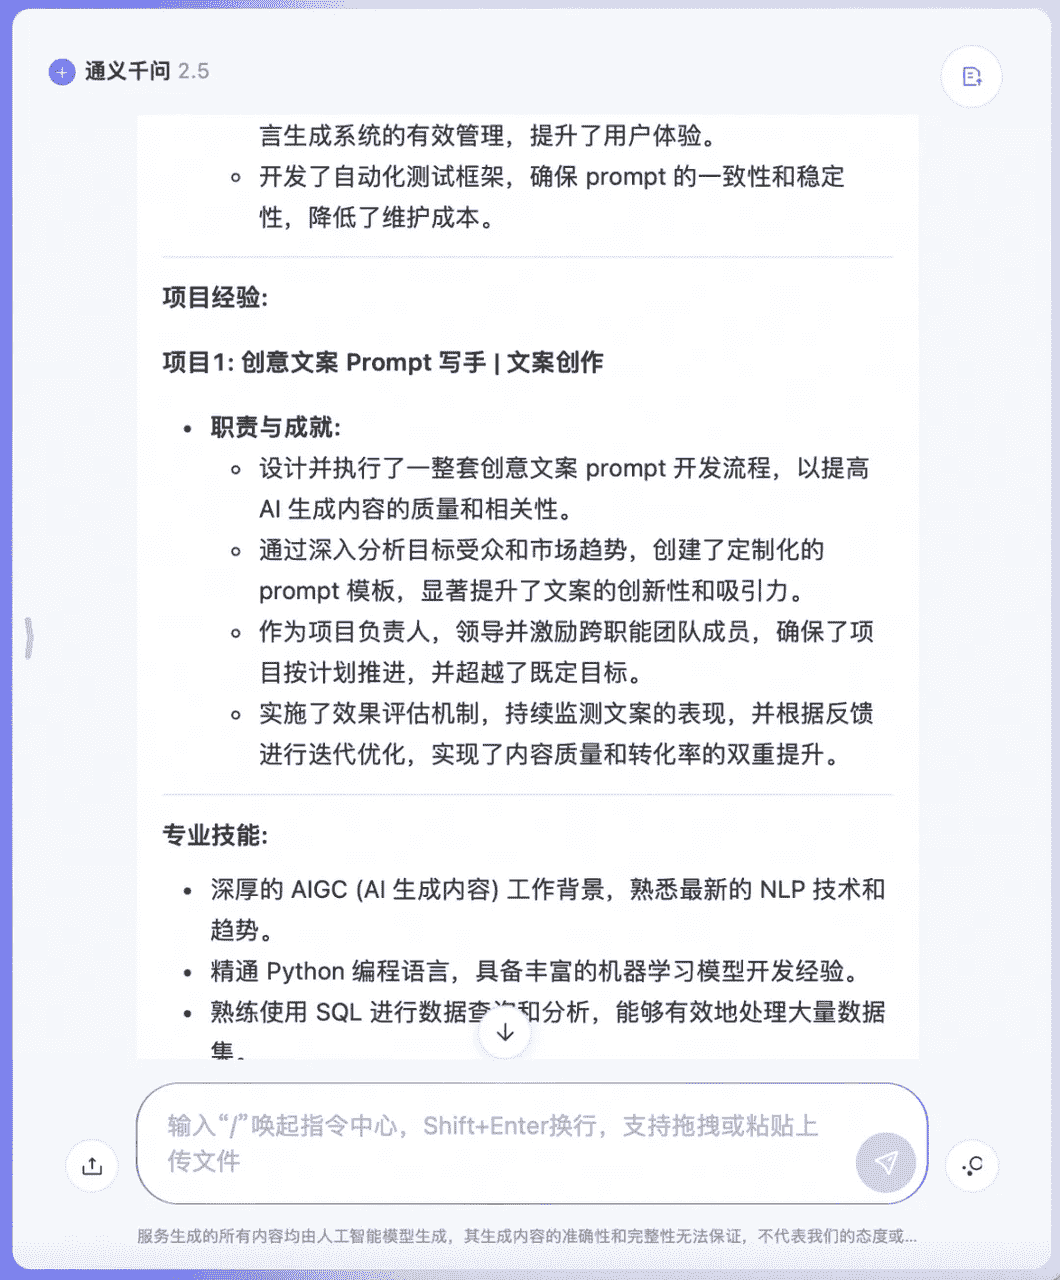 通义千问 2.5
言生成系统的有效管理，提升了用户体验。
开发了自动化测试框架，确保 prompt 的一致性和稳定
性，降低了维护成本。
项目经验:
项目1: 创意文案 Prompt 写手 | 文案创作
职责与成就:
设计并执行了一整套创意文案 prompt 开发流程，以提高
AI 生成内容的质量和相关性。
通过深入分析目标受众和市场趋势，创建了定制化的
prompt 模板，显著提升了文案的创新性和吸引力。
作为项目负责人，领导并激励跨职能团队成员，确保了项
目按计划推进，并超越了既定目标。
实施了效果评估机制，持续监测文案的表现，并根据反馈
进行迭代优化，实现了内容质量和转化率的双重提升。
专业技能:
深厚的 AIGC (AI 生成内容) 工作背景，熟悉最新的 NLP 技术和
趋势。
精通 Python 编程语言，具备丰富的机器学习模型开发经验。
熟练使用 SQL 进行数据查询和分析，能够有效地处理大量数据
集。
输入“/”唤起指令中心，Shift+Enter换行，支持拖拽或粘贴上
传文件
服务生成的所有内容均由人工智能模型生成，其生成内容的准确性和完整性无法保证，不代表我们的态度或...